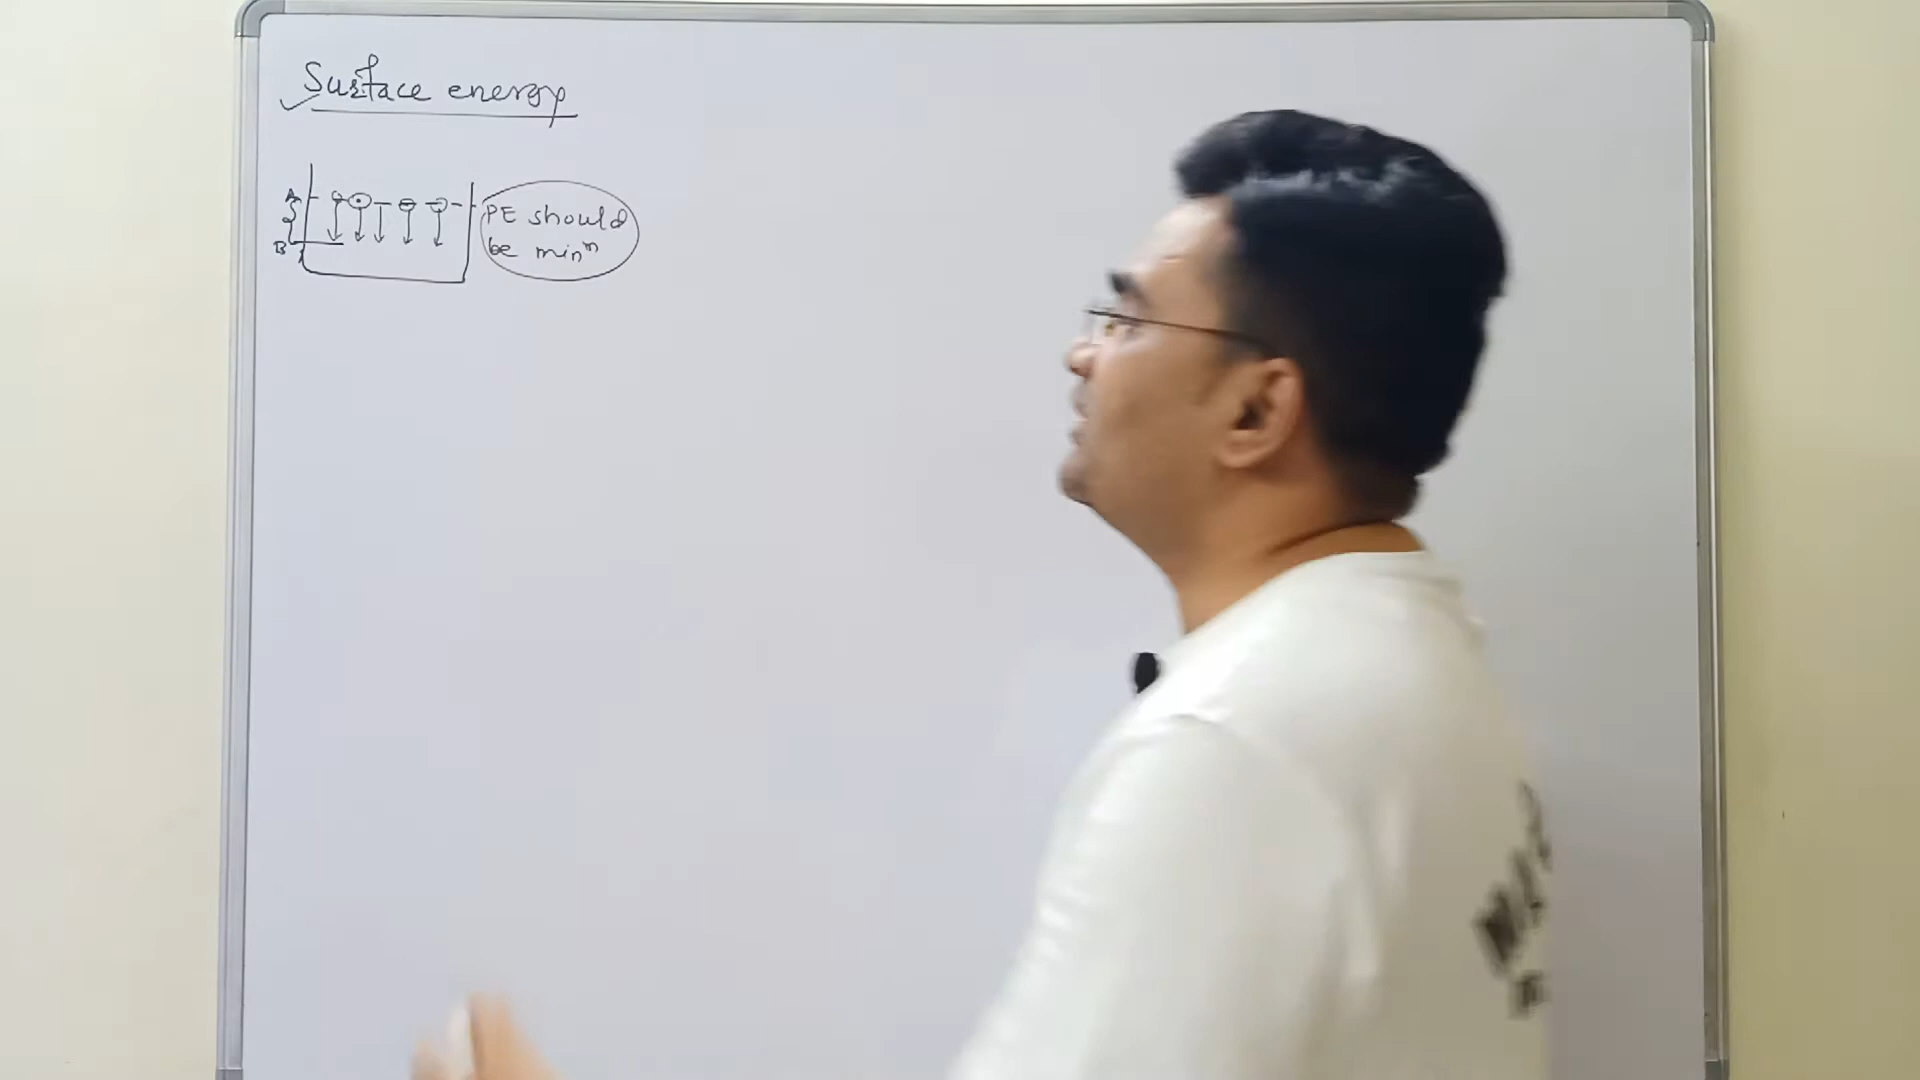 Surface energy
A
B
PE should
be minᵐ